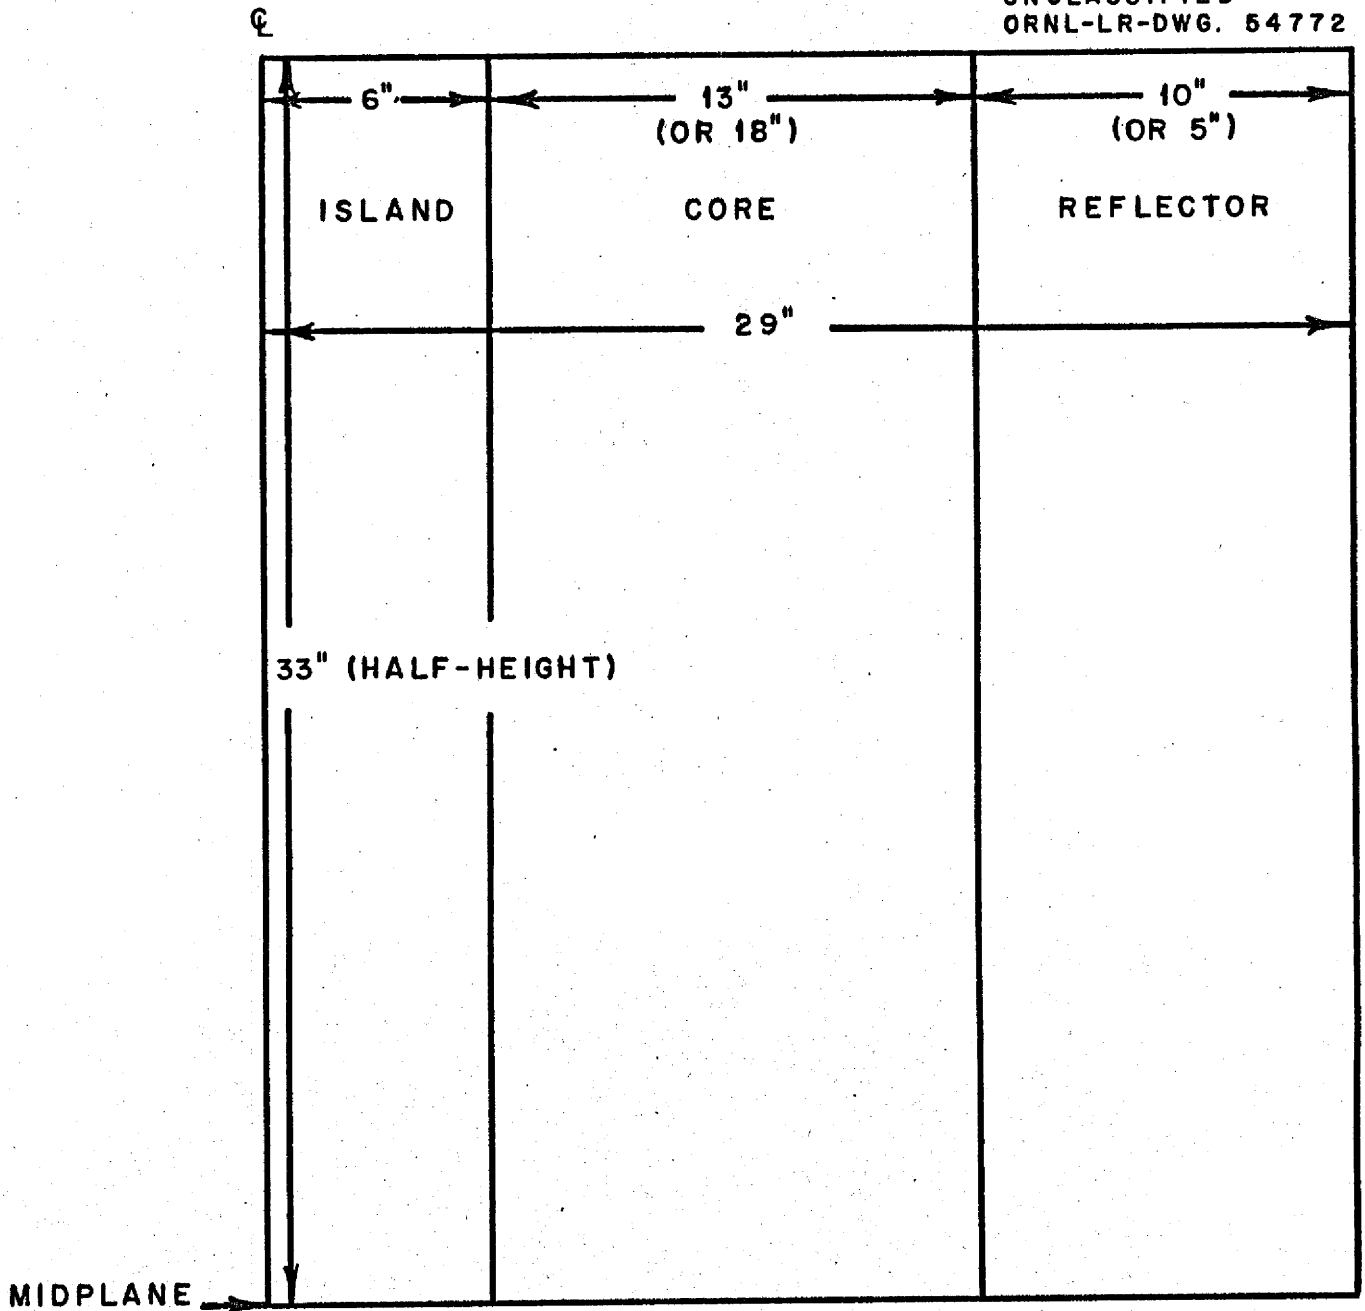 ℄
ORNL-LR-DWG. 54772
6"
13"
(OR 18")
10"
(OR 5")
ISLAND
CORE
REFLECTOR
29"
33" (HALF-HEIGHT)
MIDPLANE